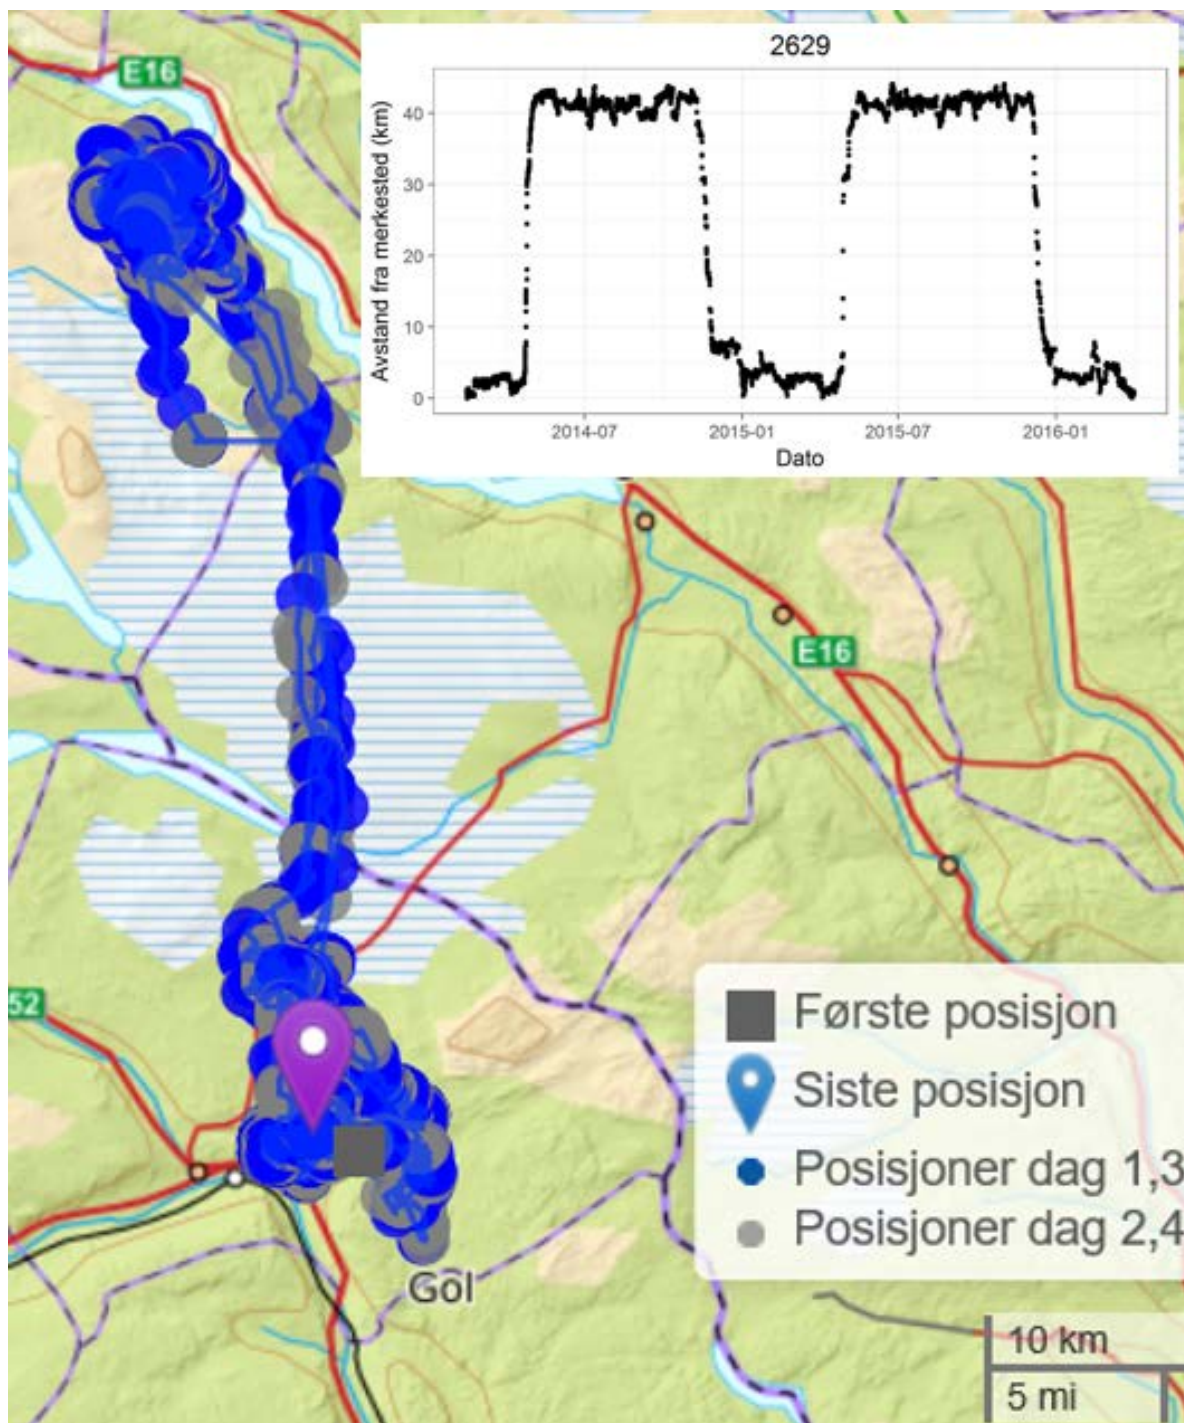 E16
2629
Avstand fra merkested (km)
40
30
20
10
0
2014-07
2015-01
2015-07
2016-01
Dato
E16
52
Første posisjon
Siste posisjon
Posisjoner dag 1,3
Posisjoner dag 2,4
Gol
10 km
5 mi